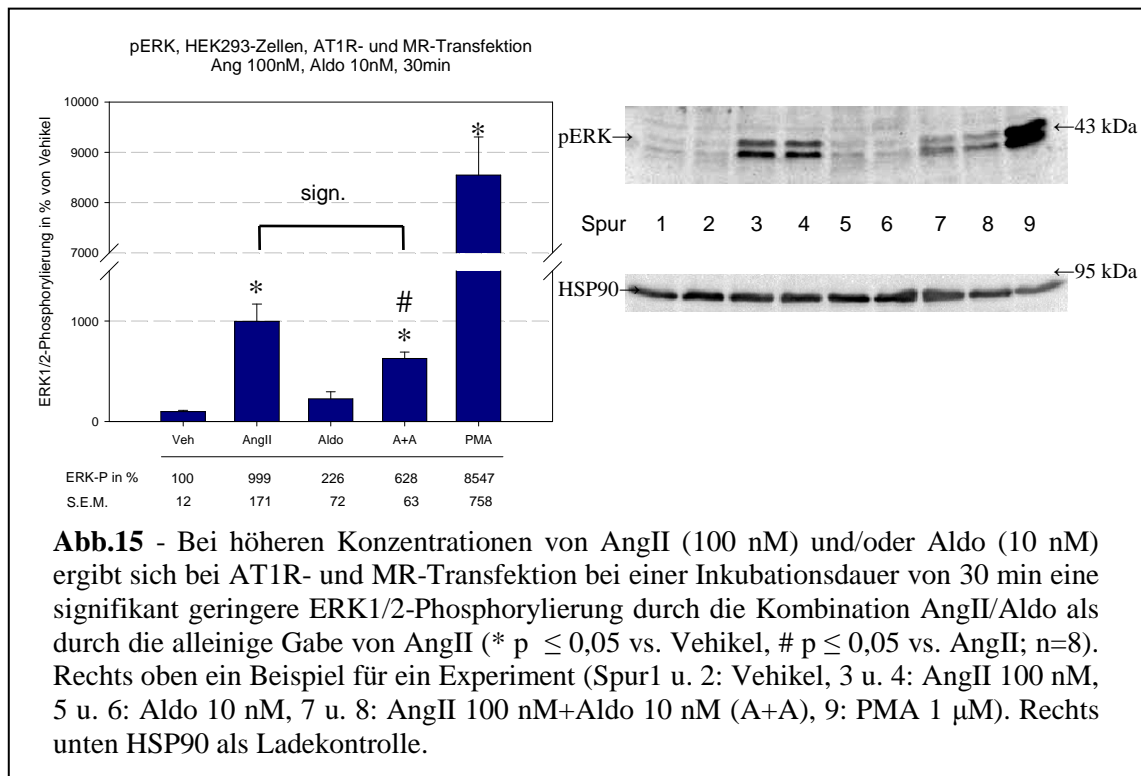 pERK, HEK293-Zellen, AT1R- und MR-Transfektion
Ang 100nM, Aldo 10nM, 30min
ERK1/2-Phosphorylierung in % von Vehikel
10000
9000
8000
7000
1000
0
*
sign.
*
#
*
Veh AngII Aldo A+A PMA
ERK-P in % 100 999 226 628 8547
S.E.M. 12 171 72 63 758
pERK→
←43 kDa
Spur 1 2 3 4 5 6 7 8 9
←95 kDa
HSP90→
Abb.15 - Bei höheren Konzentrationen von AngII (100 nM) und/oder Aldo (10 nM)
ergibt sich bei AT1R- und MR-Transfektion bei einer Inkubationsdauer von 30 min eine
signifikant geringere ERK1/2-Phosphorylierung durch die Kombination AngII/Aldo als
durch die alleinige Gabe von AngII (* p ≤ 0,05 vs. Vehikel, # p ≤ 0,05 vs. AngII; n=8).
Rechts oben ein Beispiel für ein Experiment (Spur1 u. 2: Vehikel, 3 u. 4: AngII 100 nM,
5 u. 6: Aldo 10 nM, 7 u. 8: AngII 100 nM+Aldo 10 nM (A+A), 9: PMA 1 μM). Rechts
unten HSP90 als Ladekontrolle.